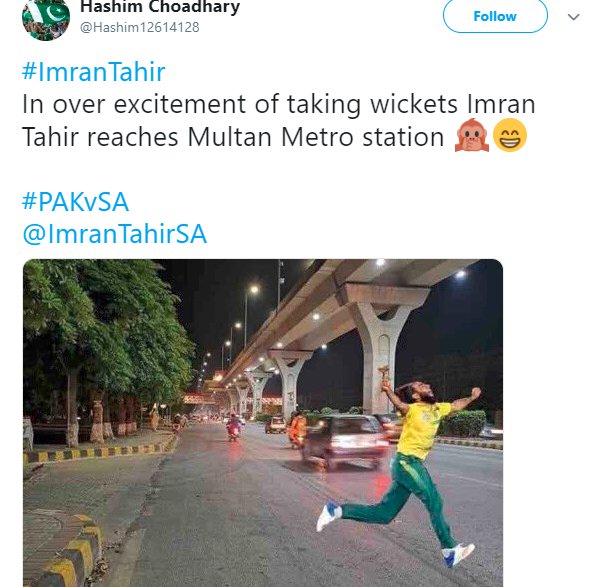 Hashim Choadhary
@Hashim12614128
Follow
#ImranTahir
In over excitement of taking wickets Imran
Tahir reaches Multan Metro station 🙊😁
#PAKvSA
@ImranTahirSA